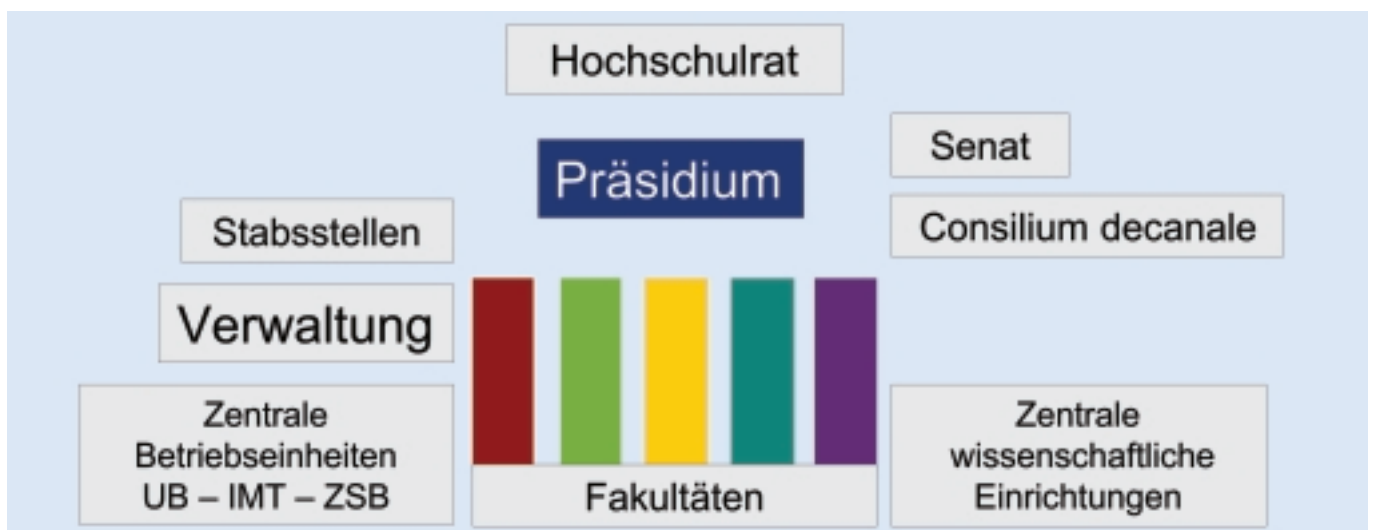 Hochschulrat
Senat
Präsidium
Consilium decanale
Stabsstellen
Verwaltung
Zentrale
Betriebseinheiten
UB – IMT – ZSB
Fakultäten
Zentrale
wissenschaftliche
Einrichtungen